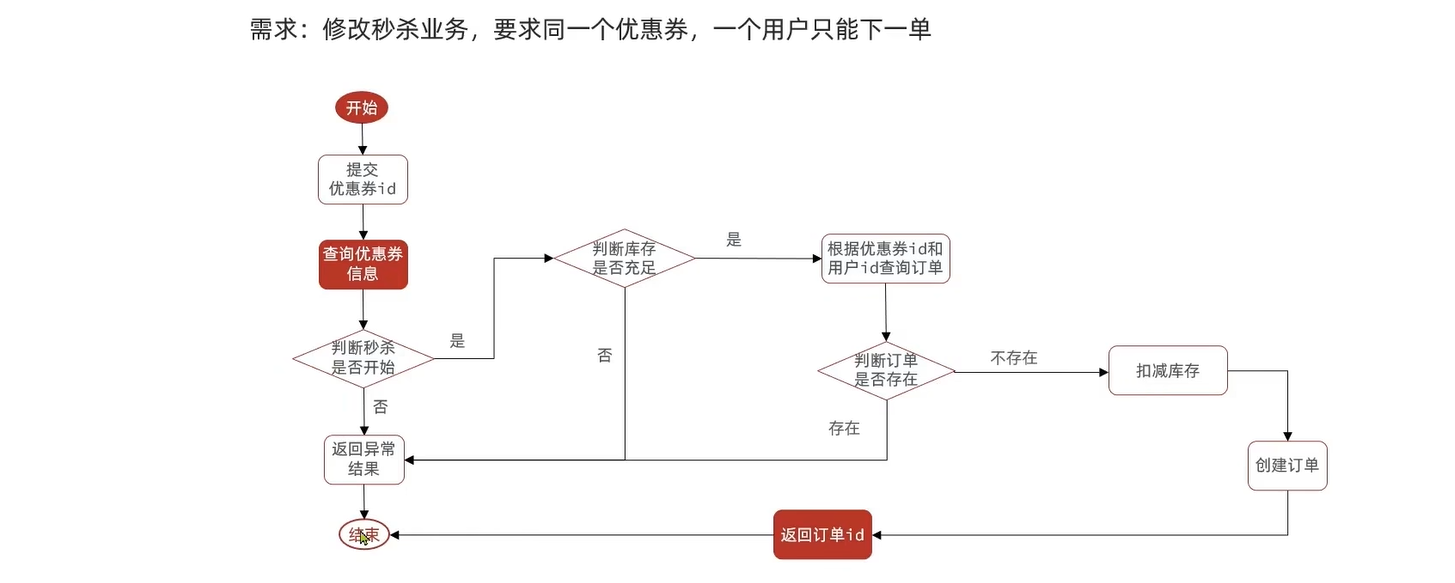 需求：修改秒杀业务，要求同一个优惠券，一个用户只能下一单
开始
提交
优惠券id
查询优惠券
信息
判断秒杀
是否开始
是
否
判断库存
是否充足
是
否
根据优惠券id和
用户id查询订单
判断订单
是否存在
不存在
存在
扣减库存
创建订单
返回异常
结果
返回订单id
结束